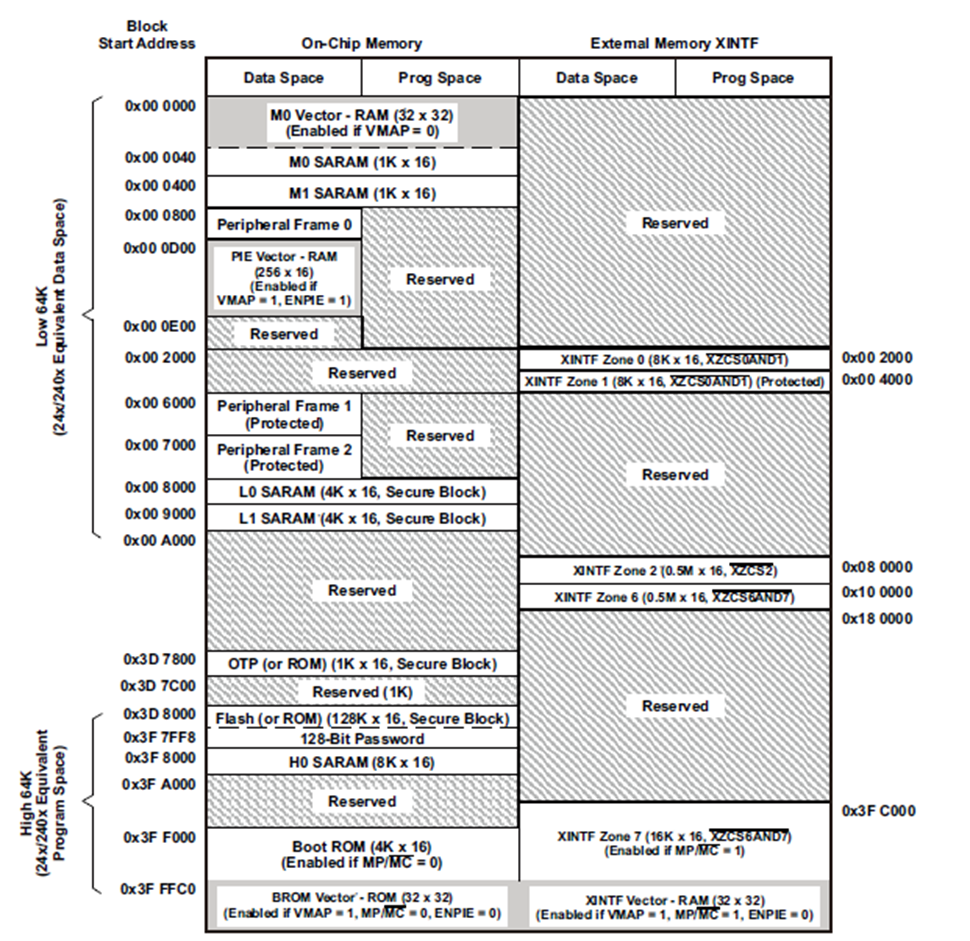 Block
Start Address
On-Chip Memory
External Memory XINTF
Data Space
Prog Space
Data Space
Prog Space
Low 64K
(24x/240x Equivalent Data Space)
0x00 0000
M0 Vector - RAM (32 x 32)
(Enabled if VMAP = 0)
0x00 0040
M0 SARAM (1K x 16)
0x00 0400
M1 SARAM (1K x 16)
0x00 0800
Peripheral Frame 0
0x00 0D00
PIE Vector - RAM
(256 x 16)
(Enabled if
VMAP = 1, ENPIE = 1)
Reserved
Reserved
0x00 0E00
Reserved
0x00 2000
Reserved
XINTF Zone 0 (8K x 16, XZCS0AND1)
0x00 2000
XINTF Zone 1 (8K x 16, XZCS0AND1) (Protected)
0x00 4000
0x00 6000
Peripheral Frame 1
(Protected)
Reserved
0x00 7000
Peripheral Frame 2
(Protected)
Reserved
0x00 8000
L0 SARAM (4K x 16, Secure Block)
0x00 9000
L1 SARAM (4K x 16, Secure Block)
0x00 A000
Reserved
XINTF Zone 2 (0.5M x 16, XZCS2)
0x08 0000
XINTF Zone 6 (0.5M x 16, XZCS6AND7)
0x10 0000
0x18 0000
0x3D 7800
OTP (or ROM) (1K x 16, Secure Block)
0x3D 7C00
Reserved (1K)
Reserved
High 64K
(24x/240x Equivalent
Program Space)
0x3D 8000
Flash (or ROM) (128K x 16, Secure Block)
0x3F 7FF8
128-Bit Password
0x3F 8000
H0 SARAM (8K x 16)
0x3F A000
Reserved
0x3F C000
0x3F F000
Boot ROM (4K x 16)
(Enabled if MP/MC = 0)
XINTF Zone 7 (16K x 16, XZCS6AND7)
(Enabled if MP/MC = 1)
0x3F FFC0
BROM Vector - ROM (32 x 32)
(Enabled if VMAP = 1, MP/MC = 0, ENPIE = 0)
XINTF Vector - RAM (32 x 32)
(Enabled if VMAP = 1, MP/MC = 1, ENPIE = 0)